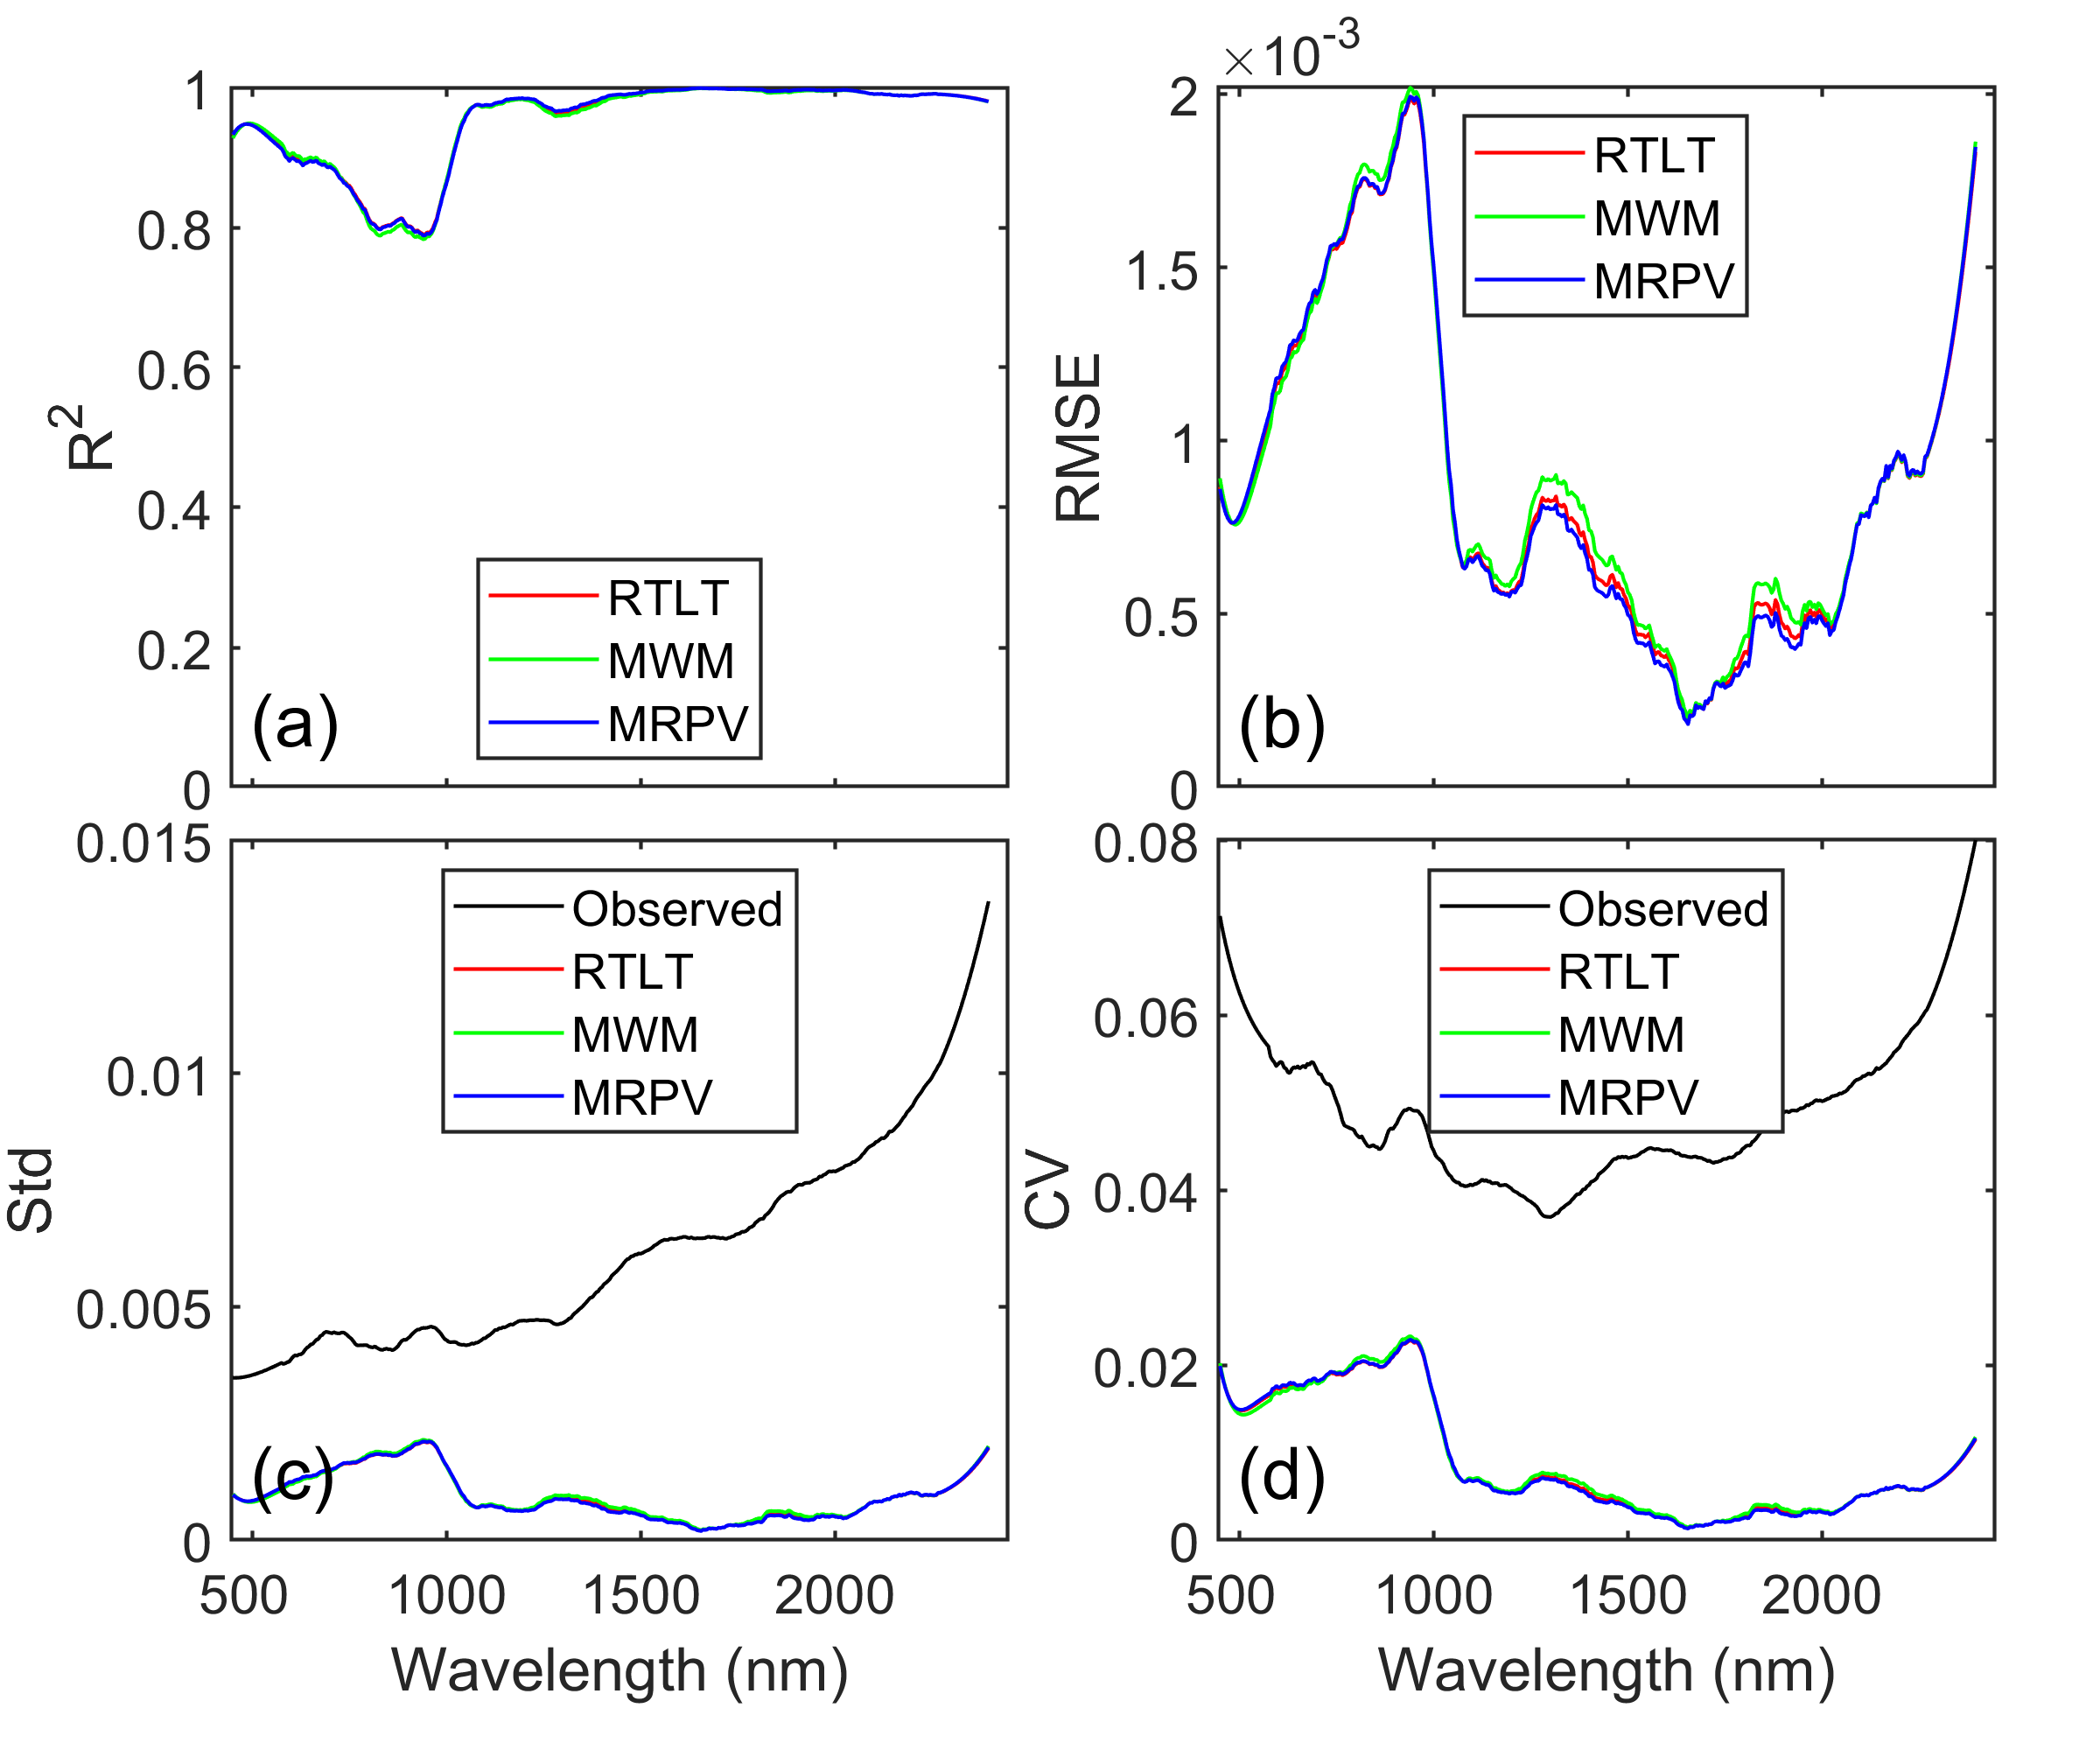 ×10-3
1
0.8
0.6
0.4
0.2
0
R2
RTLT
MWM
MRPV
(a)
2
1.5
1
0.5
0
RMSE
RTLT
MWM
MRPV
(b)
0.015
0.01
0.005
0
Std
Observed
RTLT
MWM
MRPV
(c)
500 1000 1500 2000
Wavelength (nm)
0.08
0.06
0.04
0.02
0
CV
Observed
RTLT
MWM
MRPV
(d)
500 1000 1500 2000
Wavelength (nm)